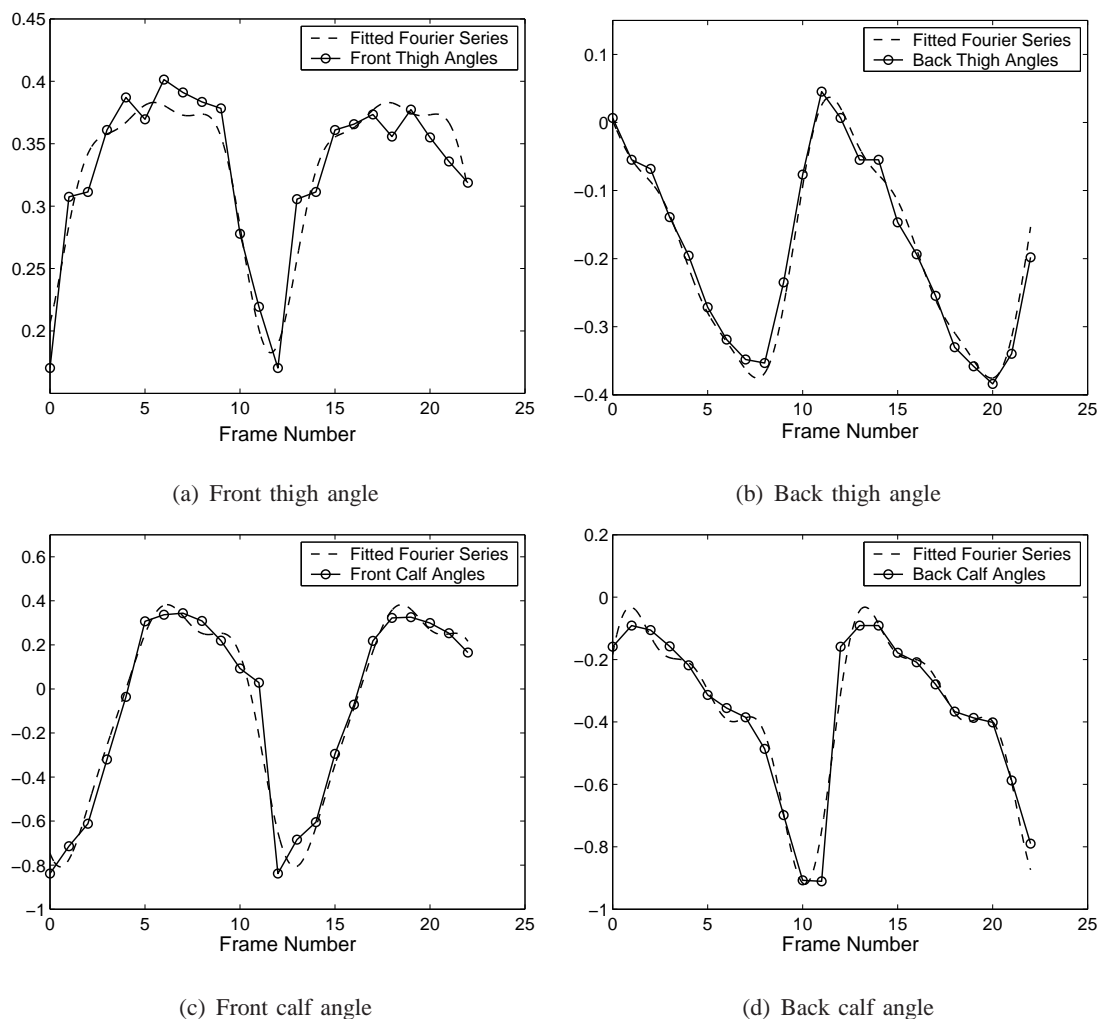 0.45
0.4
0.35
0.3
0.25
0.2
0 5 10 15 20 25
Frame Number
Fitted Fourier Series
Front Thigh Angles
(a) Front thigh angle
0.1
0
−0.1
−0.2
−0.3
−0.4
0 5 10 15 20 25
Frame Number
Fitted Fourier Series
Back Thigh Angles
(b) Back thigh angle
0.6
0.4
0.2
0
−0.2
−0.4
−0.6
−0.8
−1
0 5 10 15 20 25
Frame Number
Fitted Fourier Series
Front Calf Angles
(c) Front calf angle
0.2
0
−0.2
−0.4
−0.6
−0.8
−1
0 5 10 15 20 25
Frame Number
Fitted Fourier Series
Back Calf Angles
(d) Back calf angle